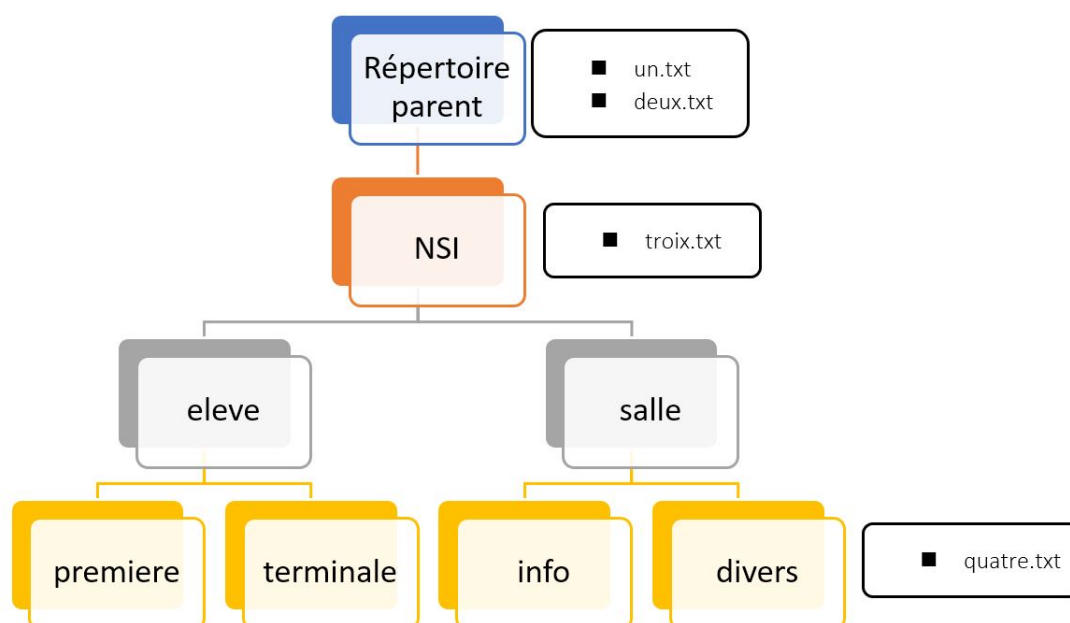 Répertoire
parent
un.txt
deux.txt
NSI
troix.txt
eleve
salle
premiere
terminale
info
divers
quatre.txt